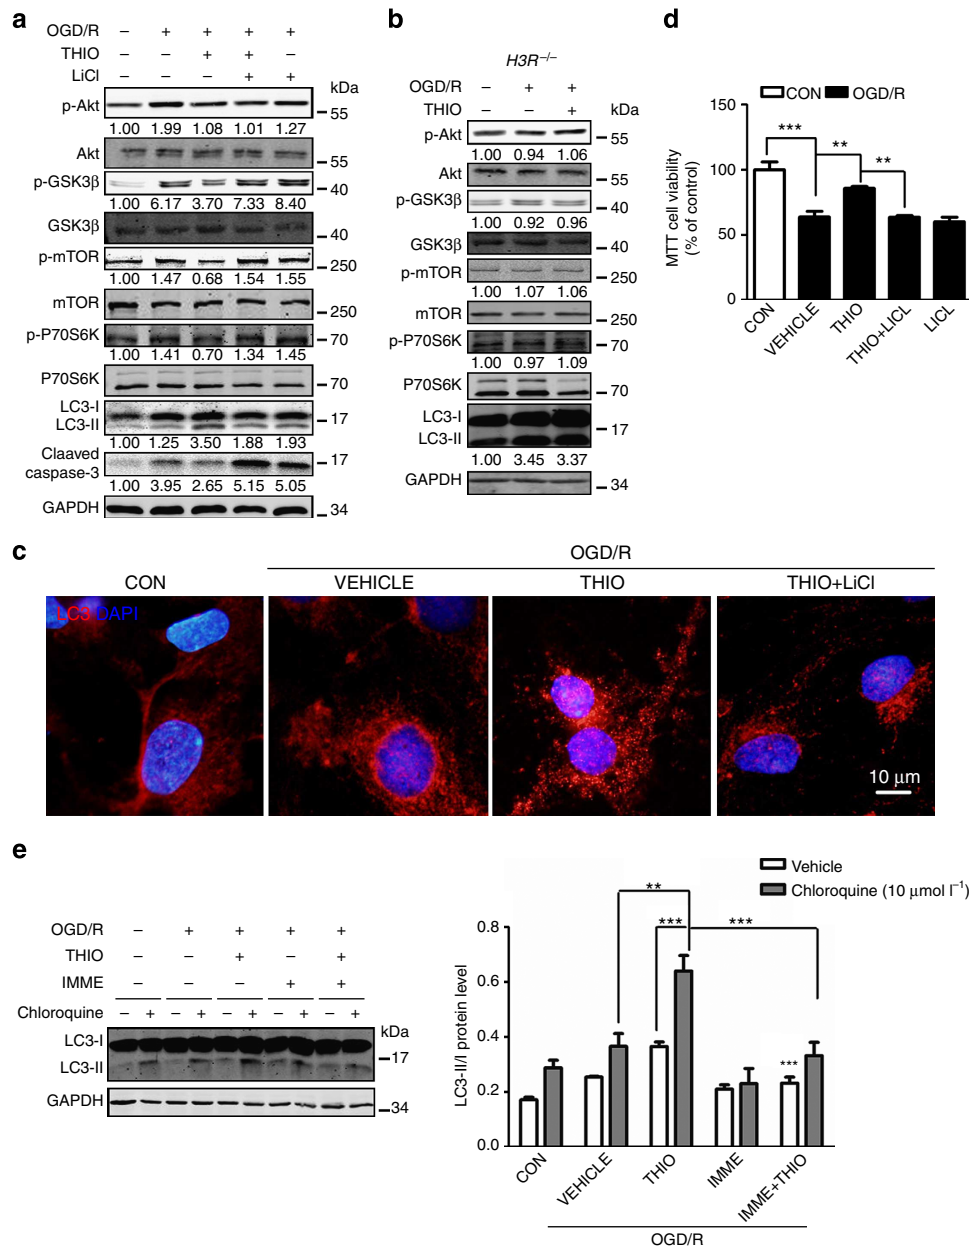 a
OGD/R – + + + +
THIO – – + + –
LiCl – – – + +
kDa
p-Akt
55
1.00 1.99 1.08 1.01 1.27
Akt
55
p-GSK3β
40
1.00 6.17 3.70 7.33 8.40
GSK3β
40
p-mTOR
250
1.00 1.47 0.68 1.54 1.55
mTOR
250
p-P70S6K
70
1.00 1.41 0.70 1.34 1.45
P70S6K
70
LC3-I
17
LC3-II
1.00 1.25 3.50 1.88 1.93
Claaved
caspase-3
17
1.00 3.95 2.65 5.15 5.05
GAPDH
34
b
H3R–/–
OGD/R – + +
THIO – – +
kDa
p-Akt
55
1.00 0.94 1.06
Akt
55
p-GSK3β
40
1.00 0.92 0.96
GSK3β
40
p-mTOR
250
1.00 1.07 1.06
mTOR
250
p-P70S6K
70
1.00 0.97 1.09
P70S6K
70
LC3-I
17
LC3-II
1.00 3.45 3.37
GAPDH
34
d
CON OGD/R
MTT cell viability
(% of control)
150
100
50
0
***
**
**
CON
VEHICLE
THIO
THIO+LICL
LICL
c
OGD/R
CON VEHICLE THIO THIO+LiCl
LC3 DAPI
10 μm
e
OGD/R – + + + +
THIO – – + – +
IMME – – – + +
Chloroquine – + – + – + – + – +
kDa
LC3-I
17
LC3-II
GAPDH
34
Vehicle
Chloroquine (10 μmol l–1)
LC3-II/I protein level
0.8
0.6
0.4
0.2
0.0
**
***
***
***
CON
VEHICLE
THIO
IMME
IMME+THIO
OGD/R